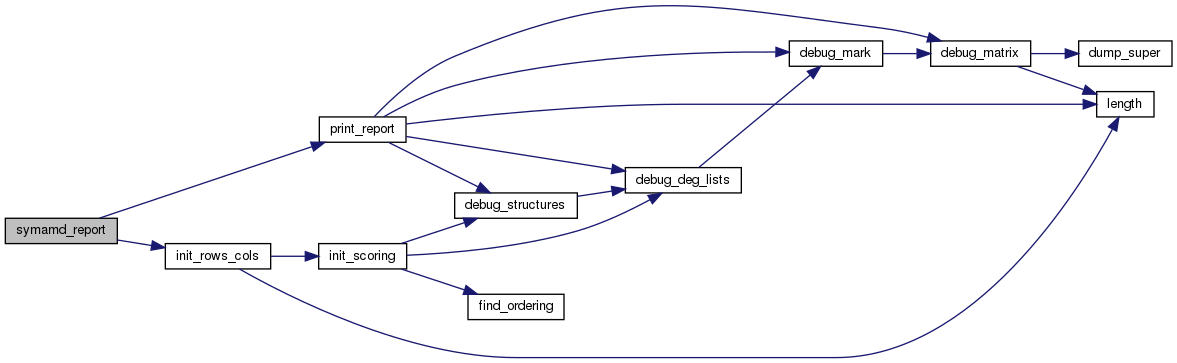 debug_mark
debug_matrix
dump_super
length
print_report
debug_deg_lists
debug_structures
symamd_report
init_rows_cols
init_scoring
find_ordering